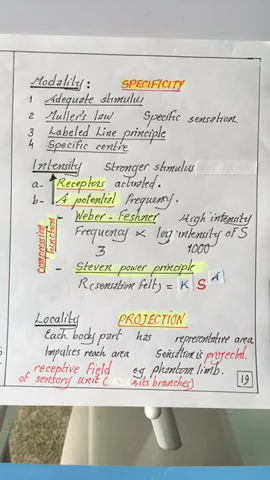 Modality: SPECIFICITY
1 Adequate stimulus
2 Muller's law Specific sensation.
3 Labeled Line principle
4 Specific centre
Intensity Stronger stimulus
a. Receptors activated.
b- A potential frequency.
Compression function
- Weber-Feshner High intensity
Frequency ∝ log intensity of S
3 1000
- Steven power principle
R(sensation felt) = K S A
Locality PROJECTION
Each body part has representative area
Impulses reach area Sensation is projected.
receptive field eg phantom limb.
of sensory unit ( its branches)
19